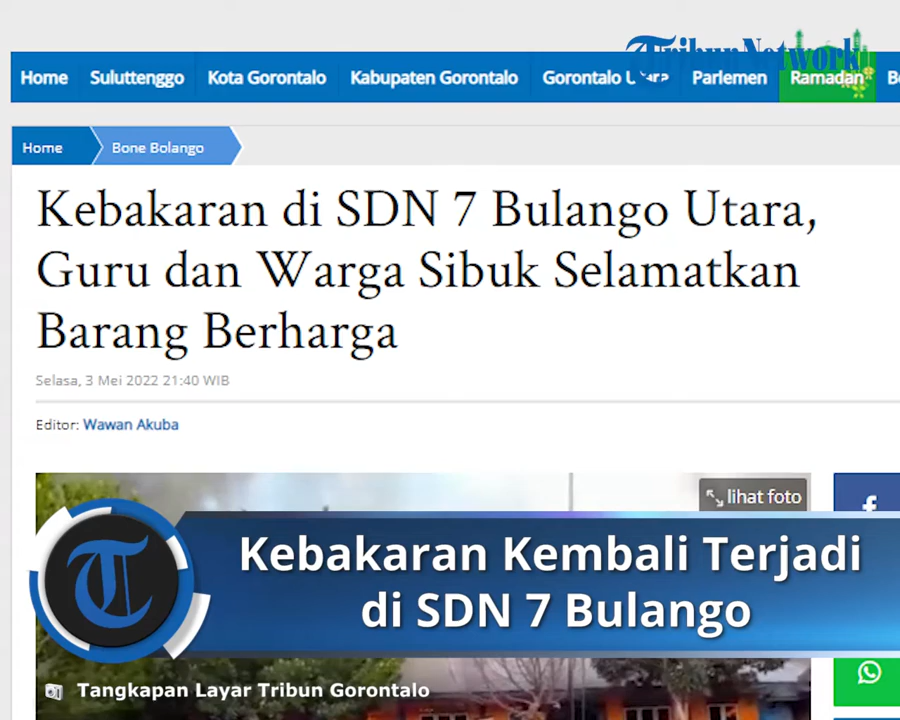 Tribun Network
Home Suluttenggo Kota Gorontalo Kabupaten Gorontalo Gorontalo Utara Parlemen Ramadan
Home Bone Bolango
Kebakaran di SDN 7 Bulango Utara,
Guru dan Warga Sibuk Selamatkan
Barang Berharga
Selasa, 3 Mei 2022 21:40 WIB
Editor: Wawan Akuba
lihat foto
Kebakaran Kembali Terjadi
di SDN 7 Bulango
Tangkapan Layar Tribun Gorontalo